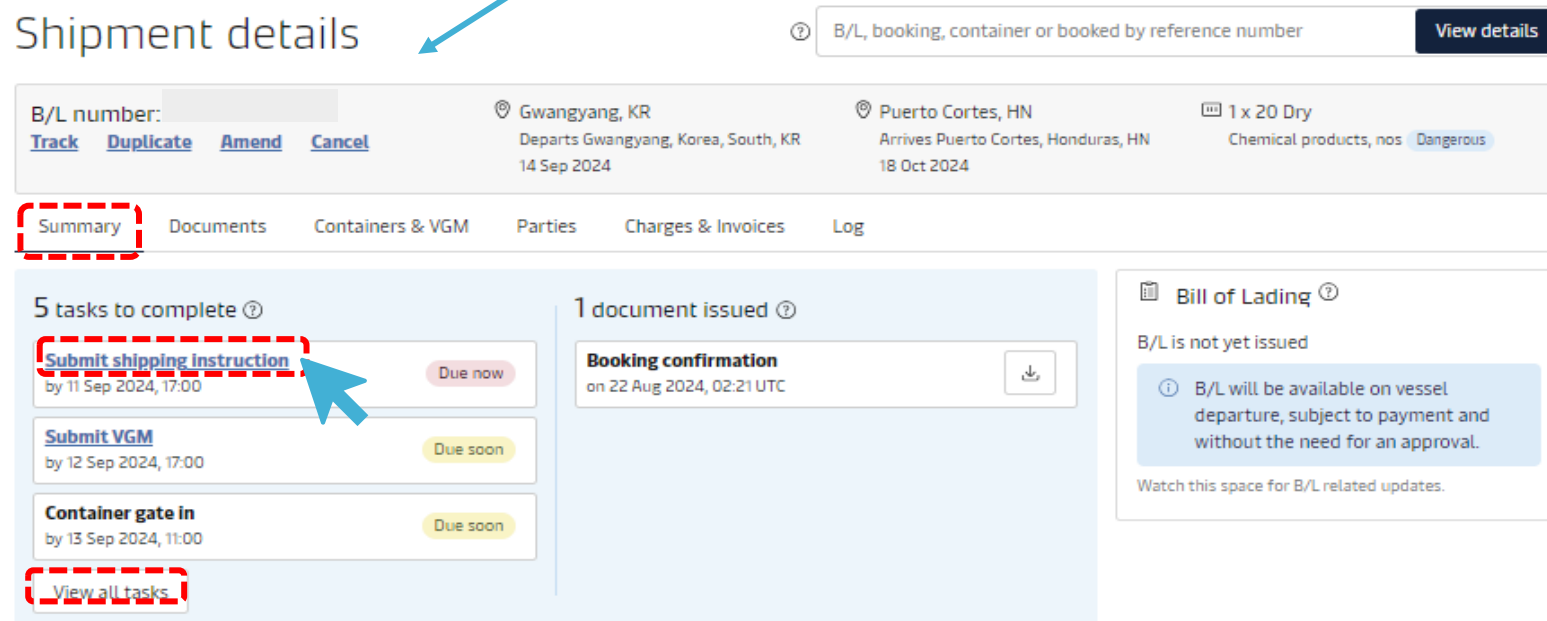 Shipment details
B/L, booking, container or booked by reference number
View details
B/L number:
Track Duplicate Amend Cancel
Gwangyang, KR
Departs Gwangyang, Korea, South, KR
14 Sep 2024
Puerto Cortes, HN
Arrives Puerto Cortes, Honduras, HN
18 Oct 2024
1 x 20 Dry
Chemical products, nos Dangerous
Summary Documents Containers & VGM Parties Charges & Invoices Log
5 tasks to complete
Submit shipping instruction
by 11 Sep 2024, 17:00
Due now
Submit VGM
by 12 Sep 2024, 17:00
Due soon
Container gate in
by 13 Sep 2024, 11:00
Due soon
View all tasks
1 document issued
Booking confirmation
on 22 Aug 2024, 02:21 UTC
Bill of Lading
B/L is not yet issued
B/L will be available on vessel
departure, subject to payment and
without the need for an approval.
Watch this space for B/L related updates.